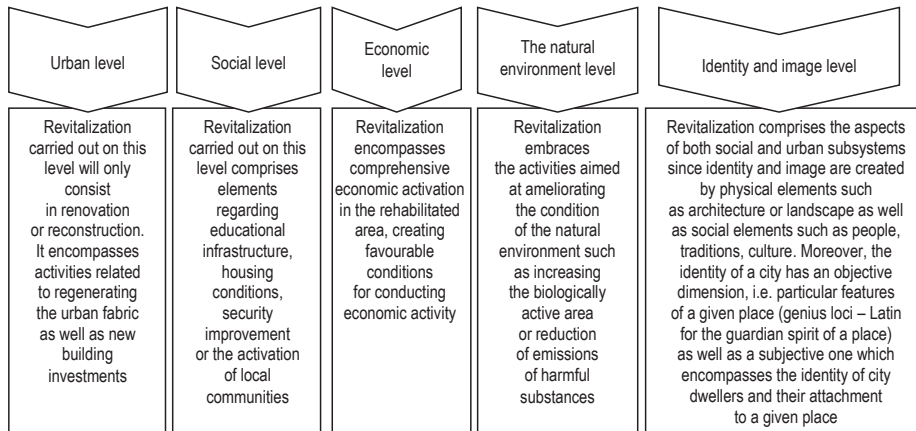 Urban level
Social level
Economic
level
The natural
environment level
Identity and image level
Revitalization
carried out on this
level will only
consist
in renovation
or reconstruction.
It encompasses
activities related
to regenerating
the urban fabric
as well as new
building
investments
Revitalization
carried out on this
level comprises
elements
regarding
educational
infrastructure,
housing
conditions,
security
improvement
or the activation
of local
communities
Revitalization
encompasses
comprehensive
economic activation
in the rehabilitated
area, creating
favourable
conditions
for conducting
economic activity
Revitalization
embraces
the activities aimed
at ameliorating
the condition
of the natural
environment such
as increasing
the biologically
active area
or reduction
of emissions
of harmful
substances
Revitalization comprises the aspects
of both social and urban subsystems
since identity and image are created
by physical elements such
as architecture or landscape as well
as social elements such as people,
traditions, culture. Moreover, the
identity of a city has an objective
dimension, i.e. particular features
of a given place (genius loci – Latin
for the guardian spirit of a place)
as well as a subjective one which
encompasses the identity of city
dwellers and their attachment
to a given place